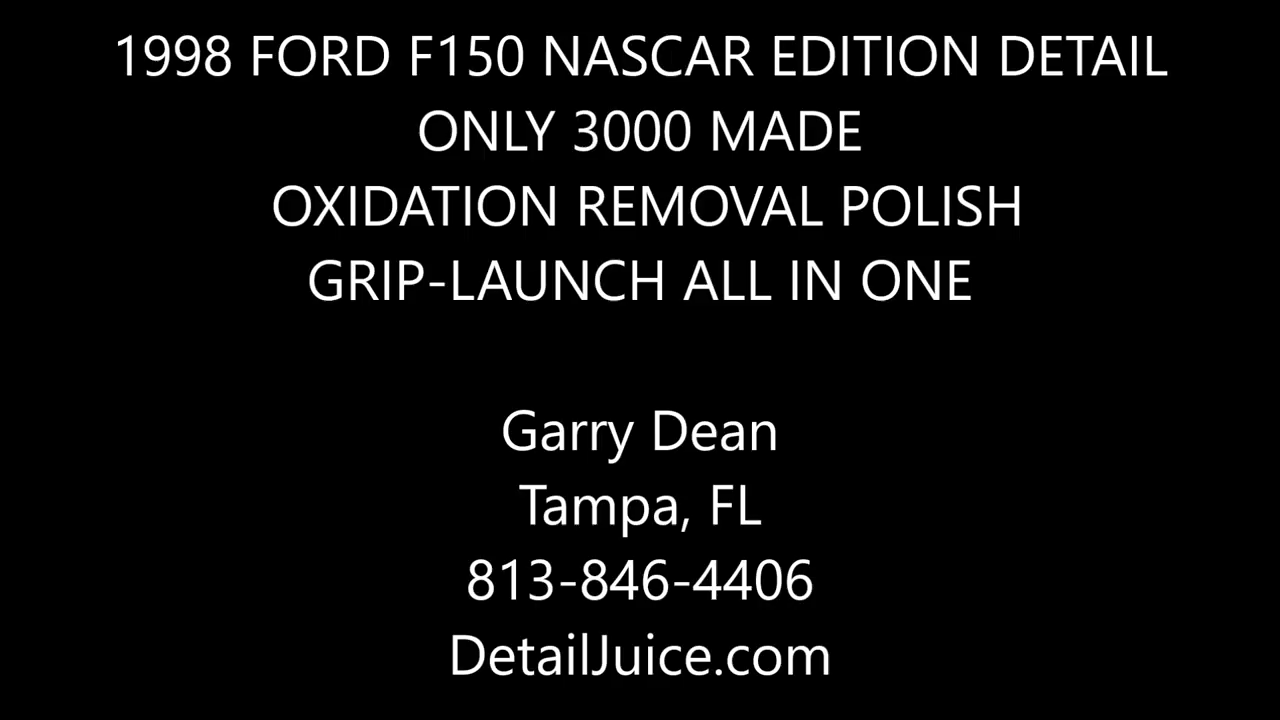 1998 FORD F150 NASCAR EDITION DETAIL
ONLY 3000 MADE
OXIDATION REMOVAL POLISH
GRIP-LAUNCH ALL IN ONE
Garry Dean
Tampa, FL
813-846-4406
DetailJuice.com